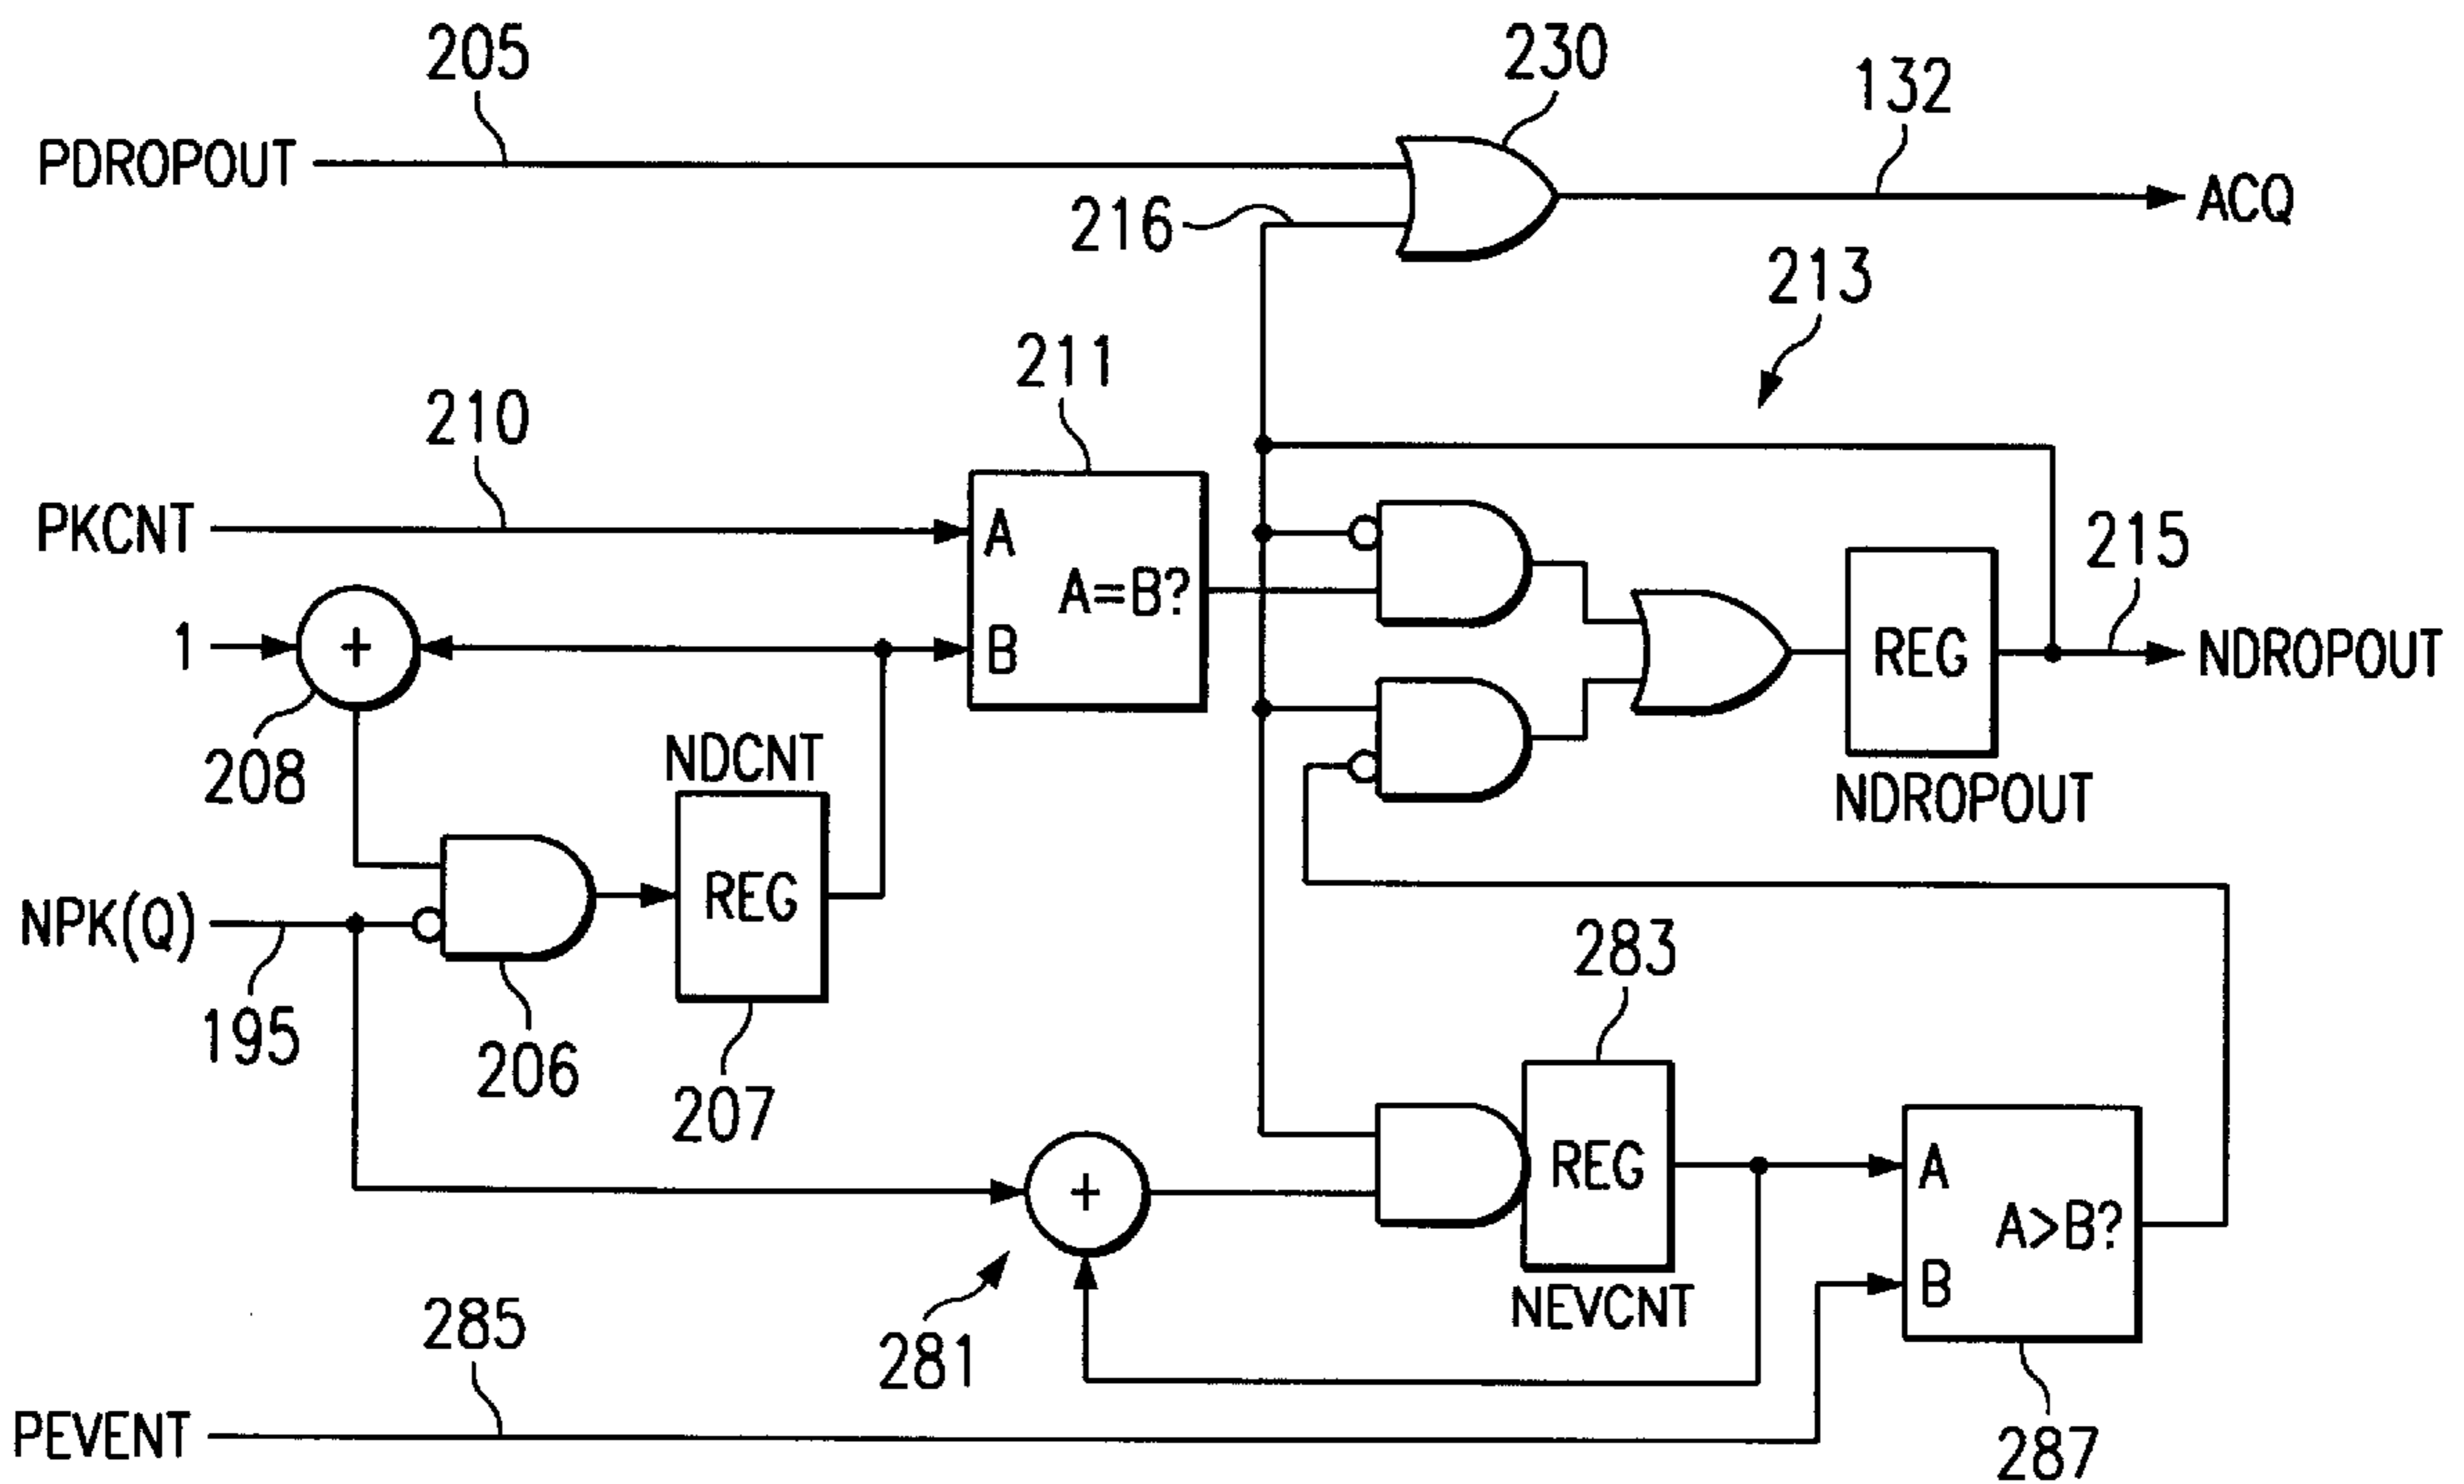 205
230
132
PDROPOUT
216
ACQ
213
211
210
PKCNT
A
A=B?
B
215
1
+
REG
NDROPOUT
208
NDCNT
NDROPOUT
REG
NPK(Q)
195
206
207
283
REG
A
A>B?
B
+
NEVCNT
281
285
PEVENT
287